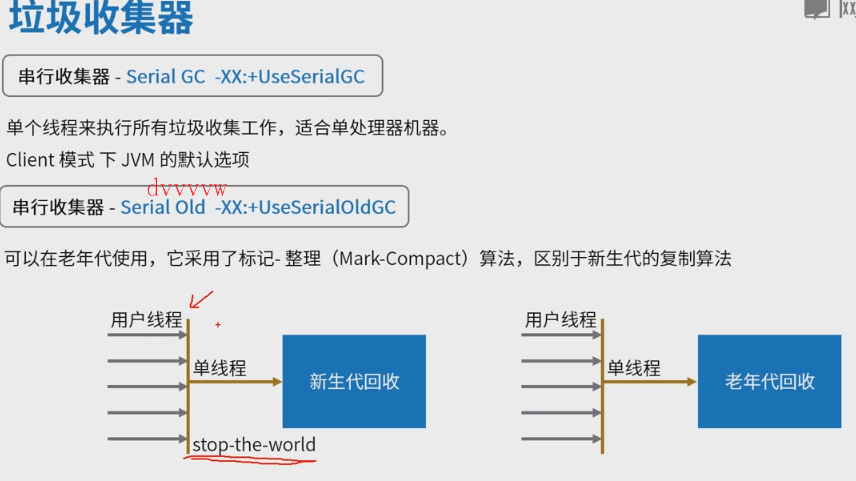 垃圾收集器
串行收集器 - Serial GC -XX:+UseSerialGC
单个线程来执行所有垃圾收集工作，适合单处理器机器。
Client 模式 下 JVM 的默认选项
dvvvvw
串行收集器 - Serial Old -XX:+UseSerialOldGC
可以在老年代使用，它采用了标记- 整理（Mark-Compact）算法，区别于新生代的复制算法
用户线程
单线程
新生代回收
stop-the-world
用户线程
单线程
老年代回收